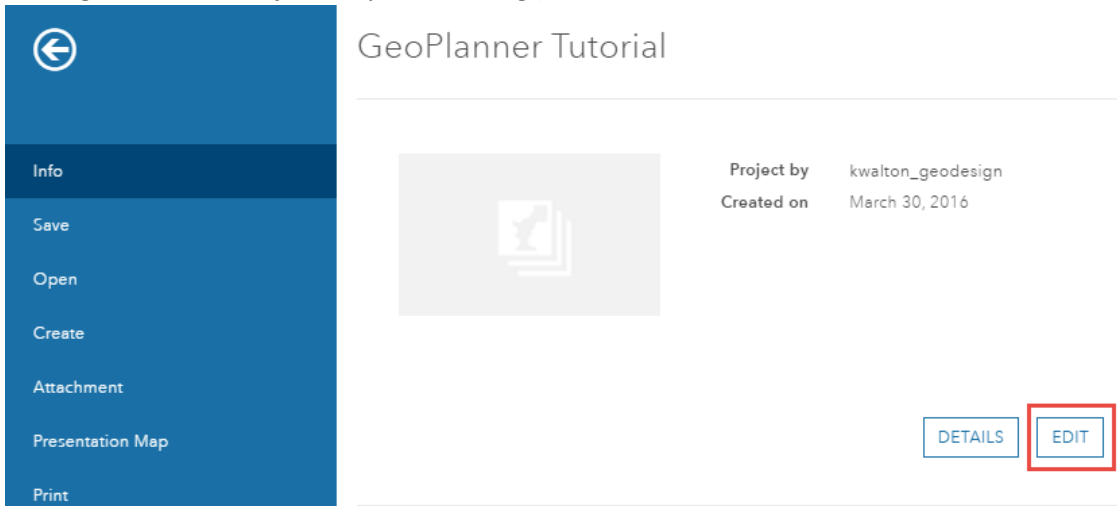 GeoPlanner Tutorial
Info
Save
Open
Create
Attachment
Presentation Map
Print
Project by kwalton_geodesign
Created on March 30, 2016
DETAILS EDIT